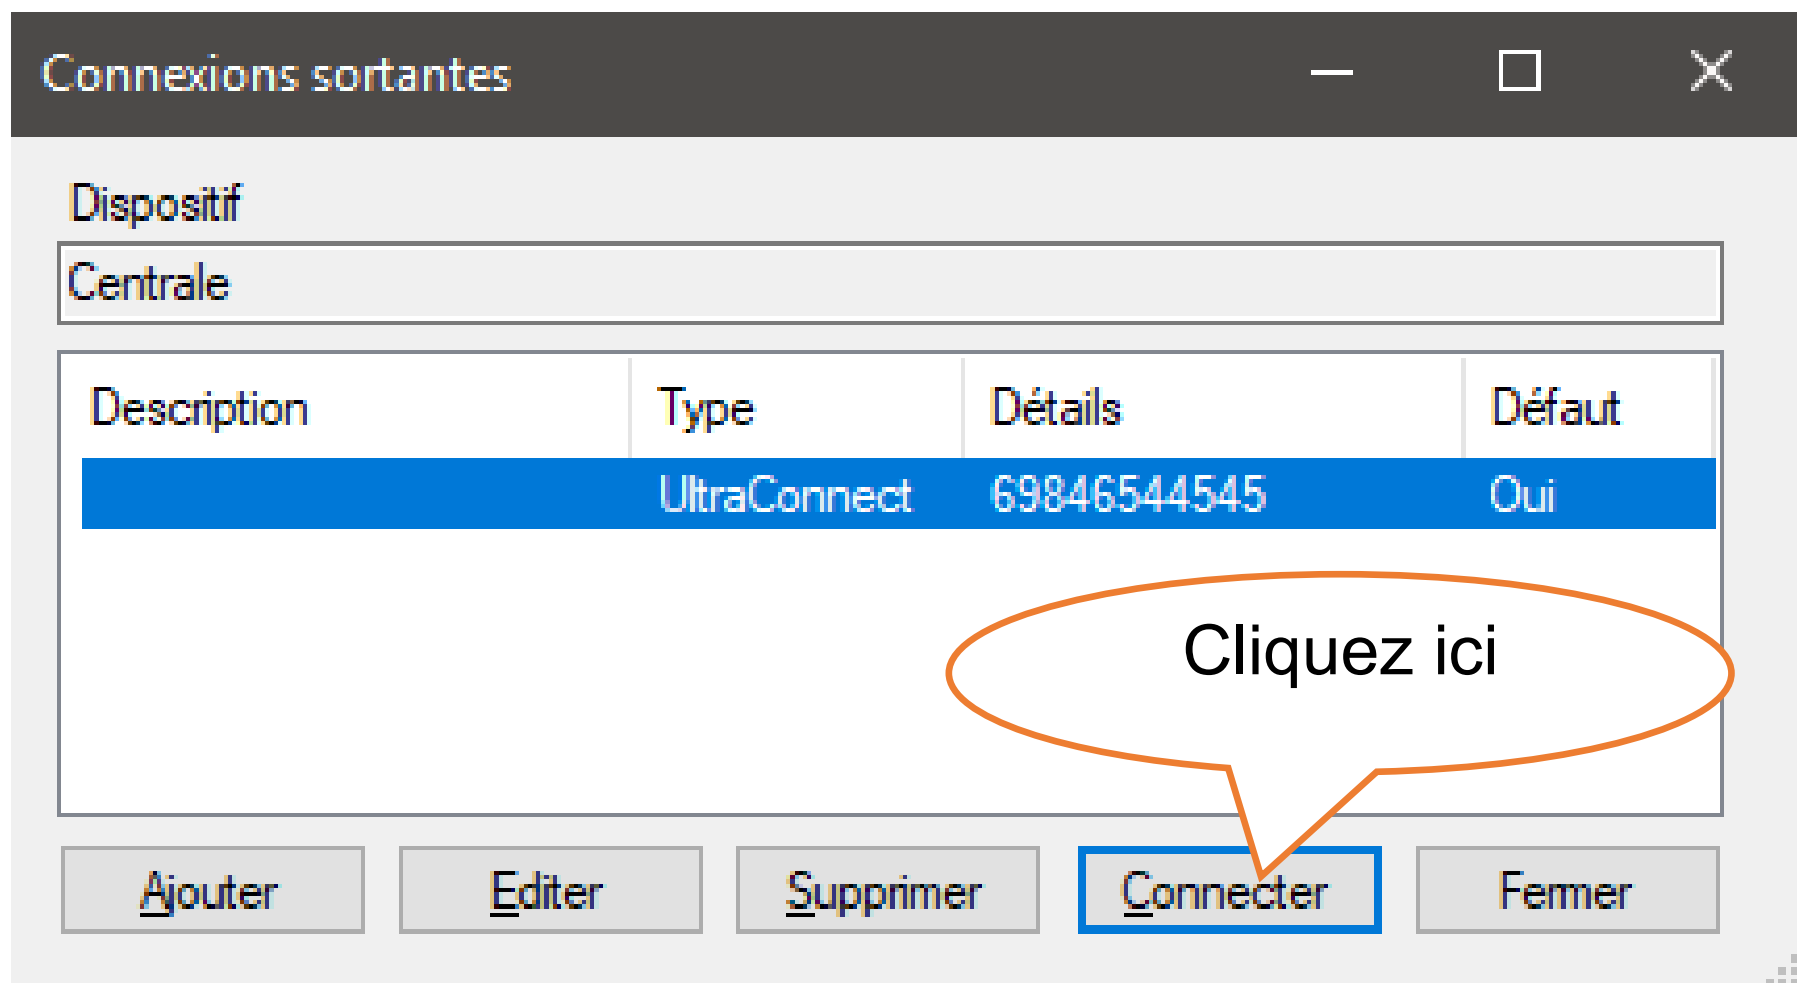 Connexions sortantes
Dispositif
Centrale
Description Type Détails Défaut
UltraConnect 69846544545 Oui
Cliquez ici
Ajouter Editer Supprimer Connecter Fermer